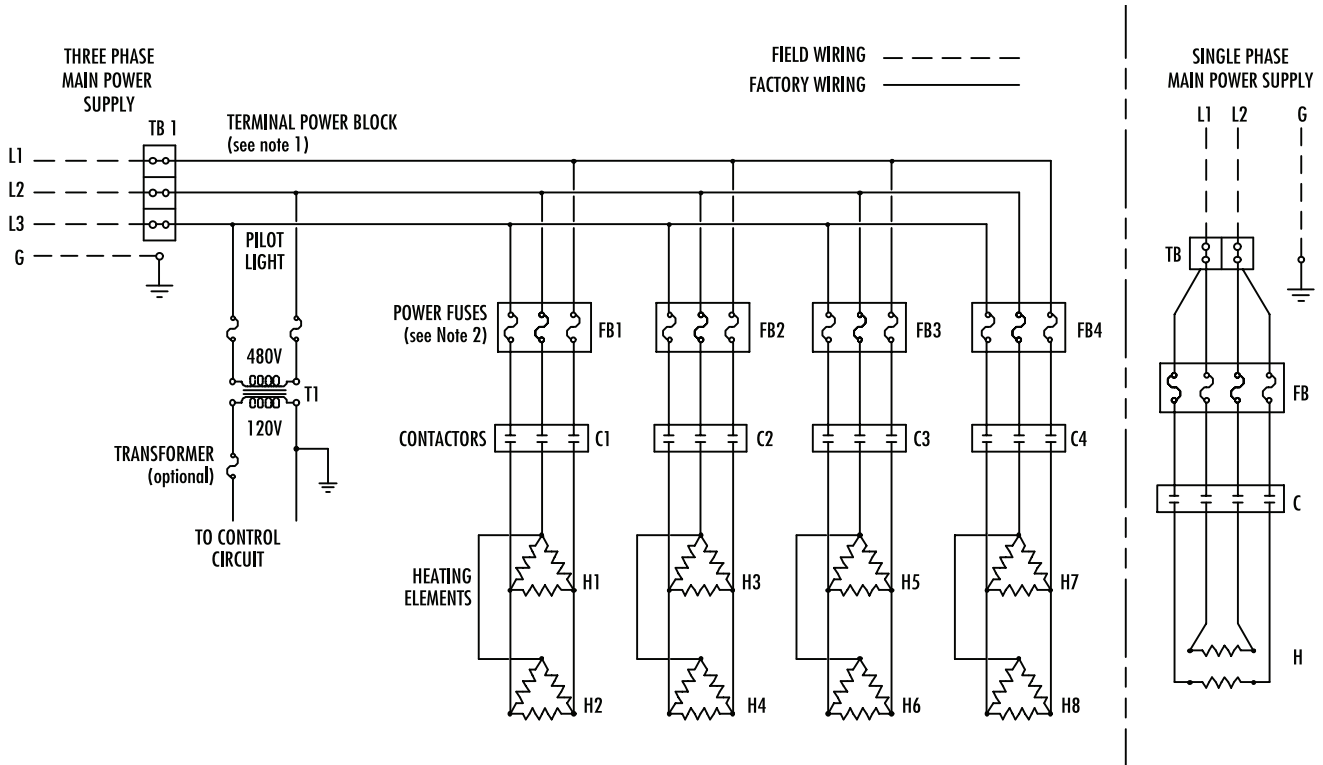 THREE PHASE
MAIN POWER
SUPPLY
TB 1
TERMINAL POWER BLOCK
(see note 1)
L1
L2
L3
G
PILOT
LIGHT
480V
T1
120V
TRANSFORMER
(optional)
TO CONTROL
CIRCUIT
FIELD WIRING
FACTORY WIRING
POWER FUSES
(see Note 2)
FB1
FB2
FB3
FB4
CONTACTORS
C1
C2
C3
C4
HEATING
ELEMENTS
H1
H3
H5
H7
H2
H4
H6
H8
SINGLE PHASE
MAIN POWER SUPPLY
L1
L2
G
TB
FB
C
H